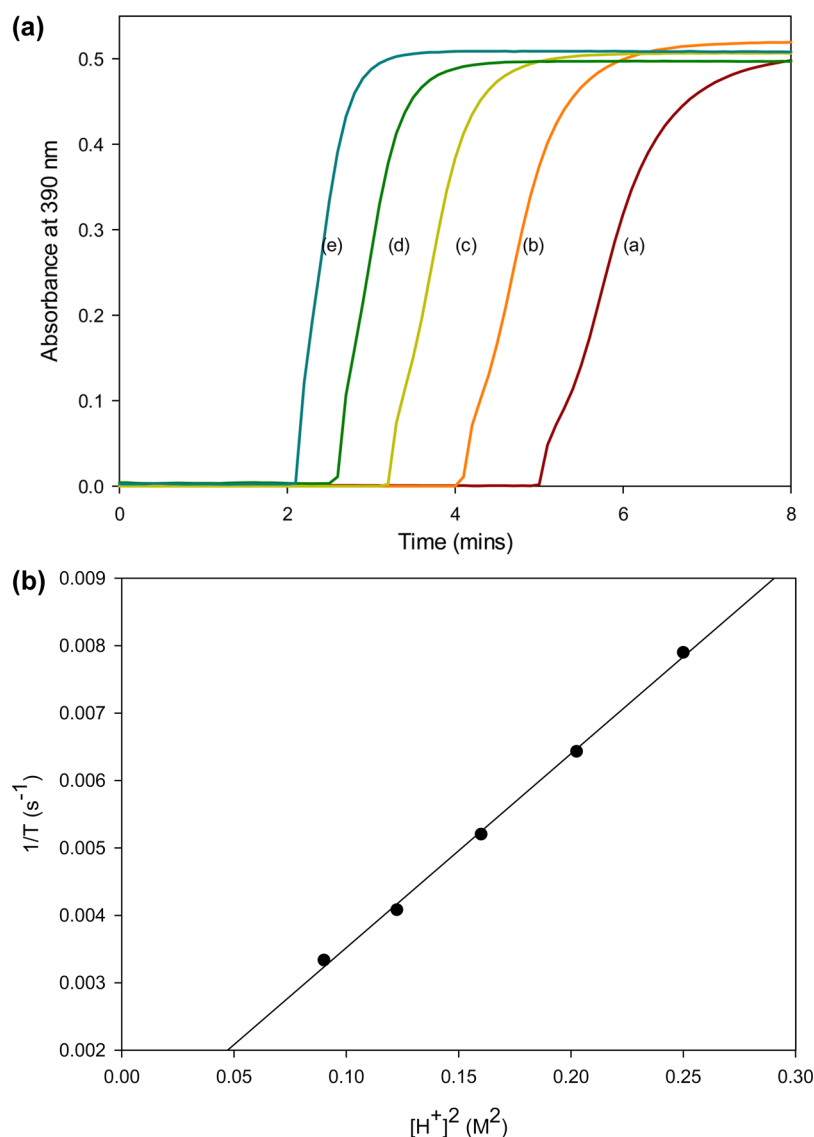 (a)
0.5
0.4
0.3
0.2
0.1
0.0
Absorbance at 390 nm
(e)
(d)
(c)
(b)
(a)
0
2
4
6
8
Time (mins)
(b)
0.009
0.008
0.007
0.006
0.005
0.004
0.003
0.002
1/T (s⁻¹)
0.00
0.05
0.10
0.15
0.20
0.25
0.30
[H⁺]² (M²)